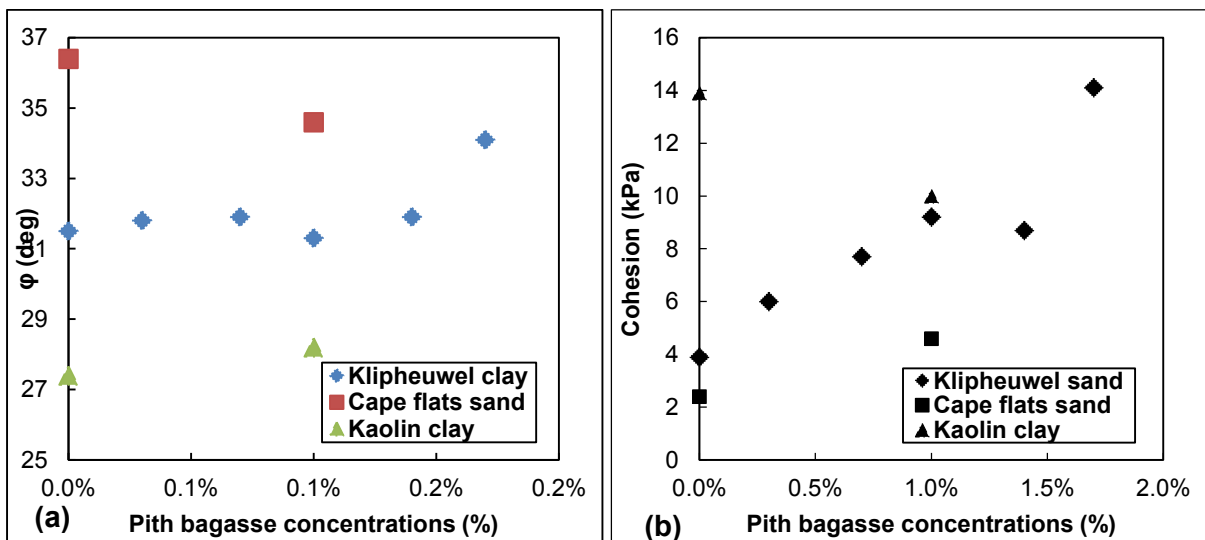 37
35
33
31
29
27
25
φ (deg)
Klipheuwel clay
Cape flats sand
Kaolin clay
0.0%
0.1%
0.1%
0.2%
0.2%
(a)
Pith bagasse concentrations (%)
16
14
12
10
8
6
4
2
0
Cohesion (kPa)
Klipheuwel sand
Cape flats sand
Kaolin clay
0.0%
0.5%
1.0%
1.5%
2.0%
(b)
Pith bagasse concentrations (%)